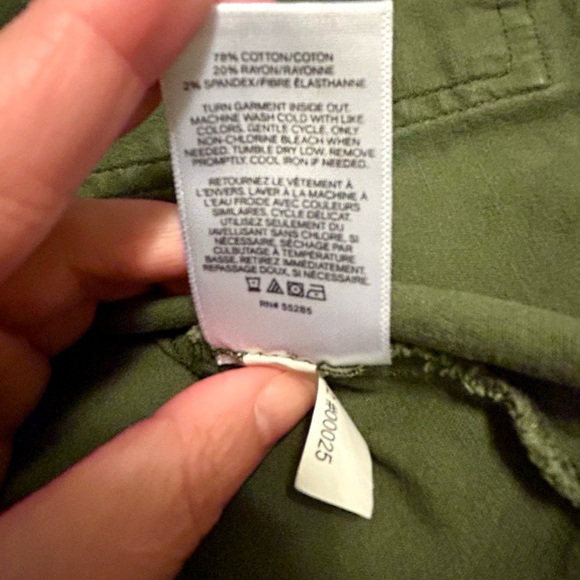 78% COTTON/COTON
20% RAYON/RAYONNE
2% SPANDEX/FIBRE ÉLASTHANNE
TURN GARMENT INSIDE OUT.
MACHINE WASH COLD WITH LIKE
COLORS, GENTLE CYCLE. ONLY
NON-CHLORINE BLEACH WHEN
NEEDED. TUMBLE DRY LOW. REMOVE
PROMPTLY. COOL IRON IF NEEDED.
RETOURNEZ LE VÊTEMENT À
L'ENVERS. LAVER À LA MACHINE À
L'EAU FROIDE AVEC COULEURS
SIMILAIRES, CYCLE DÉLICAT.
UTILISEZ SEULEMENT DU
JAVELLISANT SANS CHLORE, SI
NÉCESSAIRE. SÉCHAGE PAR
CULBUTAGE À TEMPÉRATURE
BASSE. RETIREZ IMMÉDIATEMENT.
REPASSAGE DOUX, SI NÉCESSAIRE.
RN# 55285
#00025